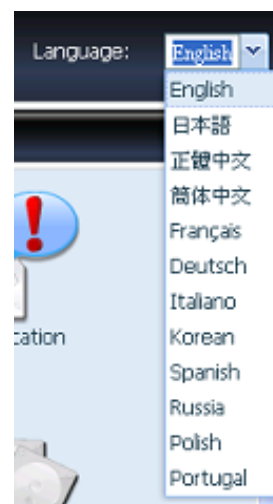 Language: English
English
日本語
正體中文
簡体中文
Français
Deutsch
Italiano
Korean
Spanish
Russia
Polish
Portugal
cation